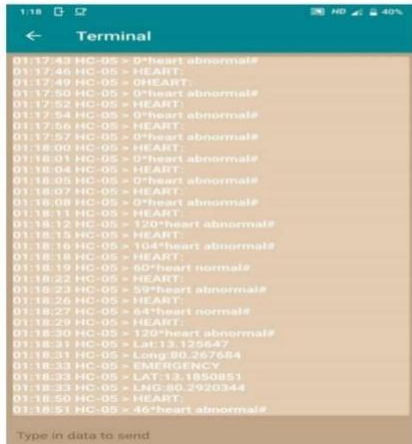 1:18 HD 40%
← Terminal
01:17:43 HC-05 > 0*heart abnormal#
01:17:46 HC-05 > HEART:
01:17:49 HC-05 > 0HEART:
01:17:50 HC-05 > 0*heart abnormal#
01:17:52 HC-05 > HEART:
01:17:54 HC-05 > 0*heart abnormal#
01:17:56 HC-05 > HEART:
01:17:57 HC-05 > 0*heart abnormal#
01:18:00 HC-05 > HEART:
01:18:01 HC-05 > 0*heart abnormal#
01:18:04 HC-05 > HEART:
01:18:05 HC-05 > 0*heart abnormal#
01:18:07 HC-05 > HEART:
01:18:08 HC-05 > 0*heart abnormal#
01:18:11 HC-05 > HEART:
01:18:12 HC-05 > 120*heart abnormal#
01:18:15 HC-05 > HEART:
01:18:16 HC-05 > 104*heart abnormal#
01:18:18 HC-05 > HEART:
01:18:19 HC-05 > 60*heart normal#
01:18:22 HC-05 > HEART:
01:18:23 HC-05 > 59*heart abnormal#
01:18:26 HC-05 > HEART:
01:18:27 HC-05 > 64*heart normal#
01:18:29 HC-05 > HEART:
01:18:30 HC-05 > 120*heart abnormal#
01:18:31 HC-05 > Lat:13.125647
01:18:31 HC-05 > Long:80.267684
01:18:33 HC-05 > EMERGENCY
01:18:33 HC-05 > LAT:13.1850851
01:18:33 HC-05 > LNG:80.2920344
01:18:50 HC-05 > HEART:
01:18:51 HC-05 > 46*heart abnormal#
Type in data to send